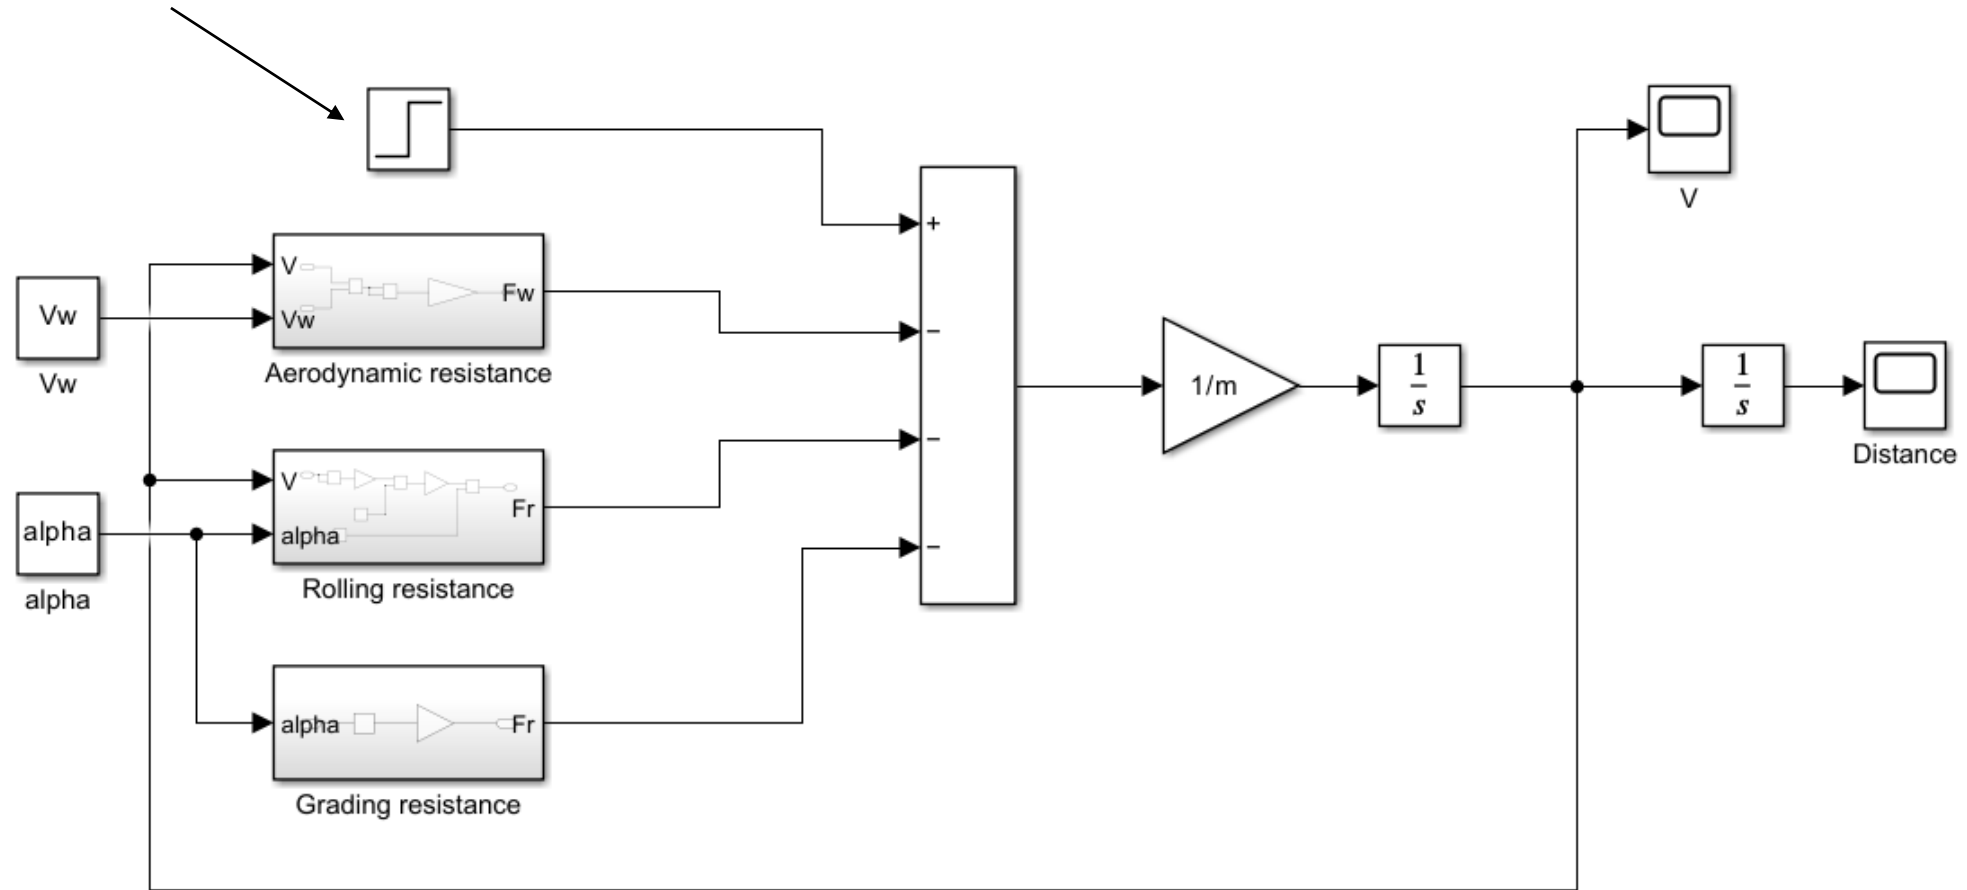 V
+
V
Vw
Fw
Vw
−
Vw
Aerodynamic resistance
1/m
1
s
1
s
Distance
−
V
Fr
alpha
alpha
−
Rolling resistance
alpha
alpha
Fr
Grading resistance